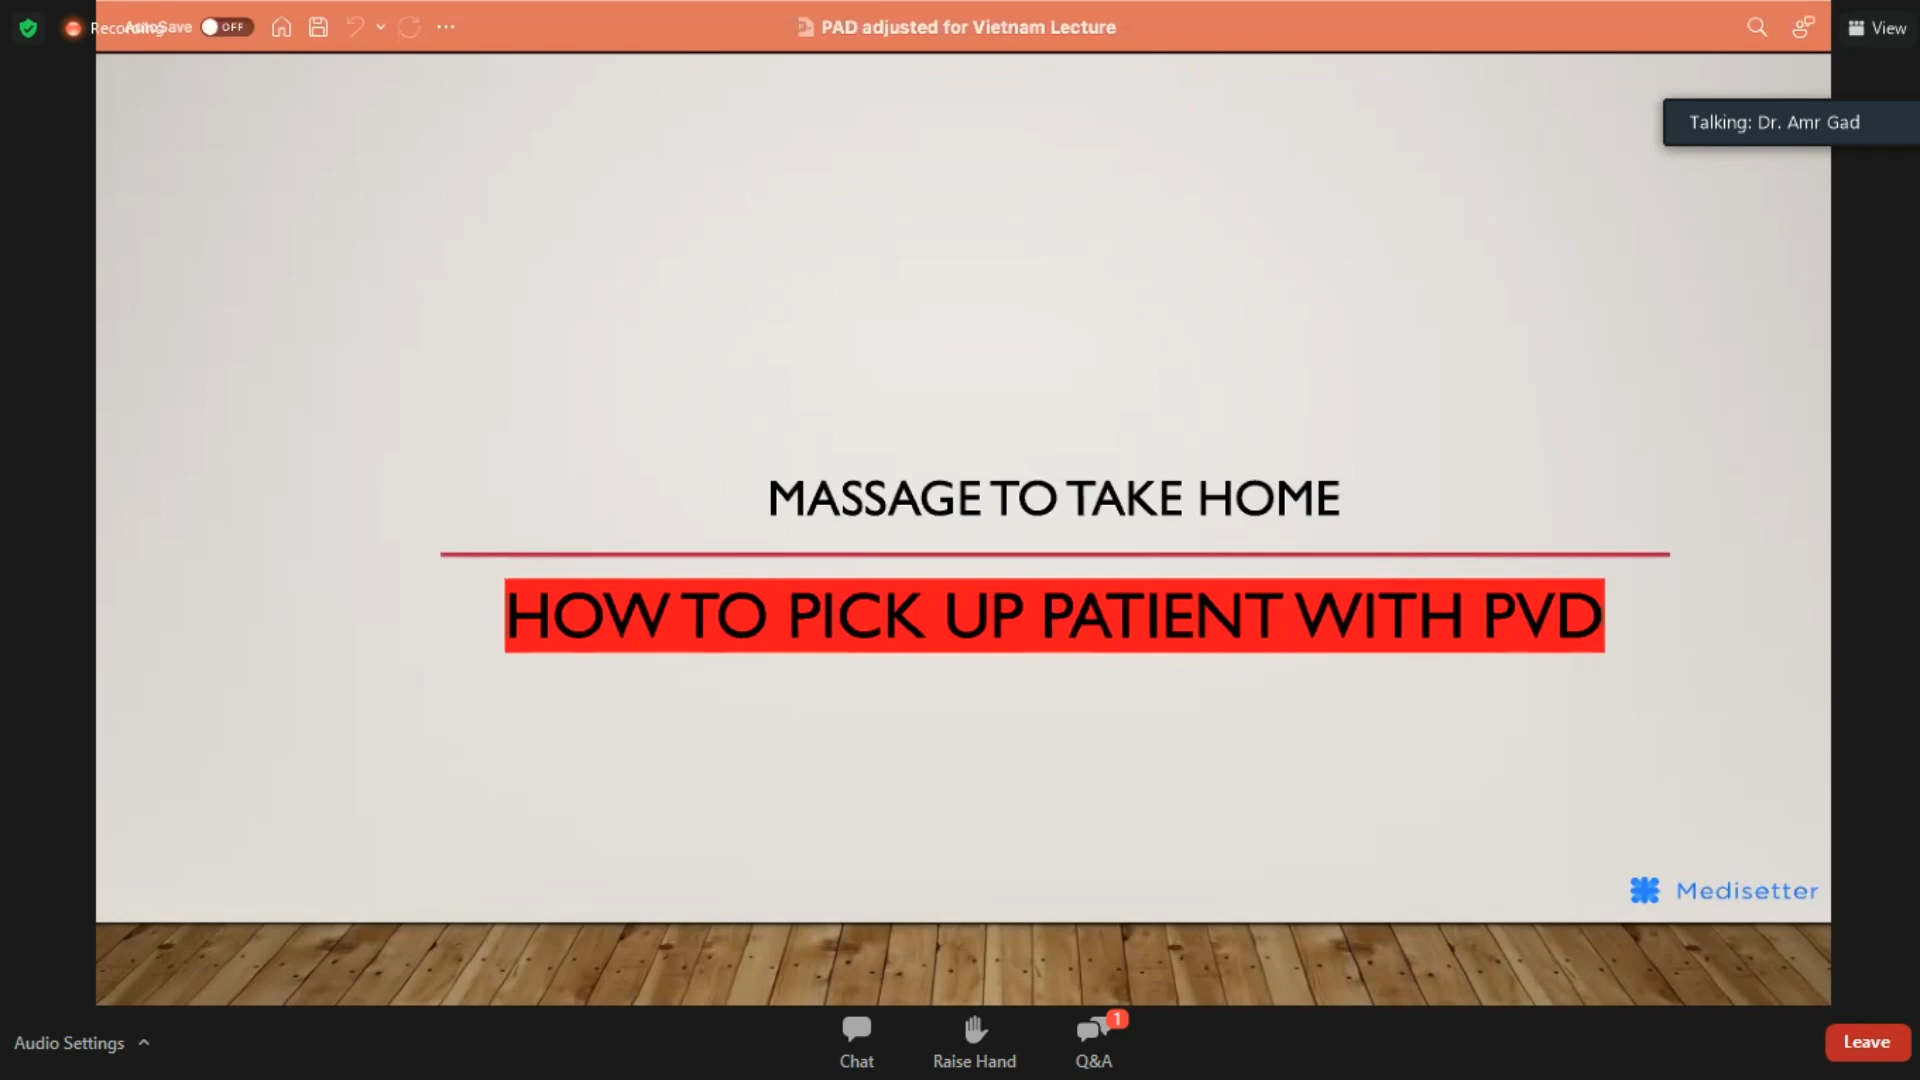 Recording
AutoSave OFF
PAD adjusted for Vietnam Lecture
View
Talking: Dr. Amr Gad
MASSAGE TO TAKE HOME
HOW TO PICK UP PATIENT WITH PVD
Medisetter
Audio Settings
Chat
Raise Hand
1
Q&A
Leave